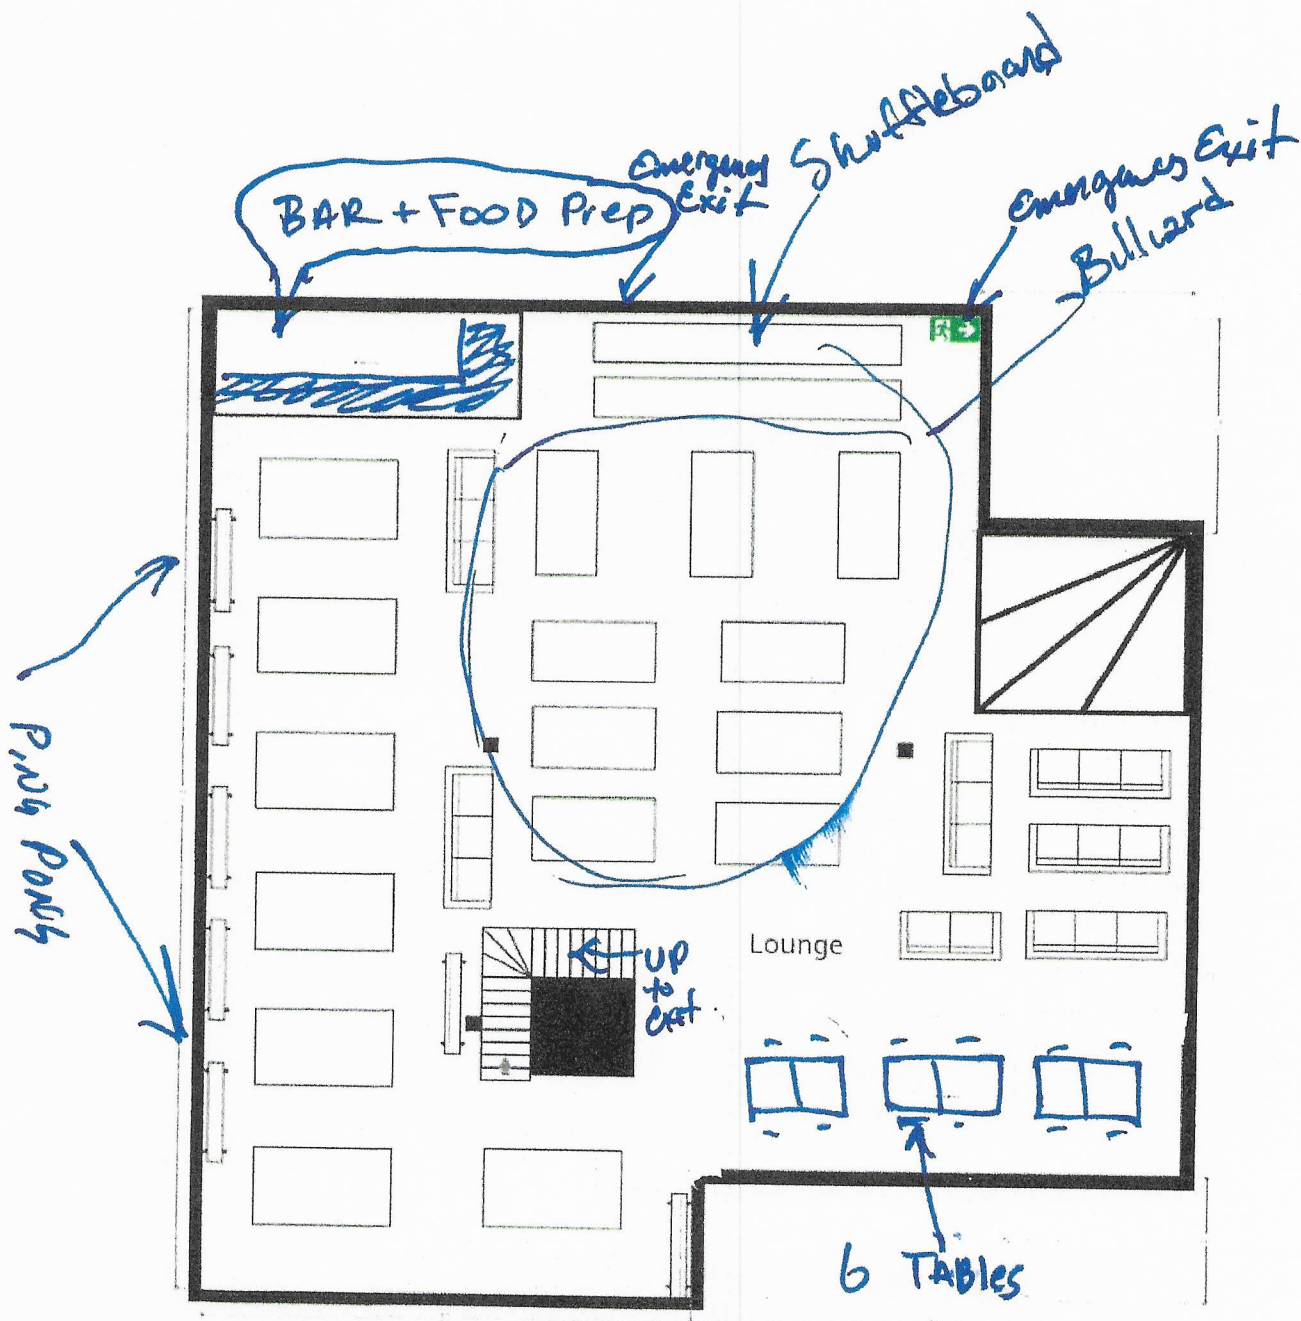 Shuffleboard
Emergency
Exit
Emergency Exit
BAR + FOOD Prep
Billiard
PiNG PONG
Lounge
UP
to
exit
6 TABles